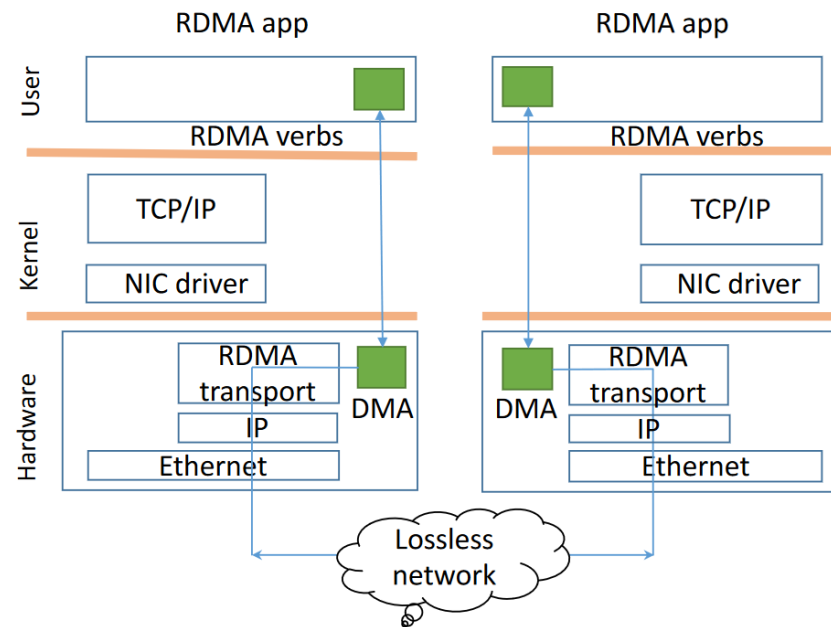 RDMA app
RDMA app
User
RDMA verbs
RDMA verbs
Kernel
TCP/IP
TCP/IP
NIC driver
NIC driver
Hardware
RDMA
transport
DMA
IP
Ethernet
RDMA
transport
DMA
IP
Ethernet
Lossless
network